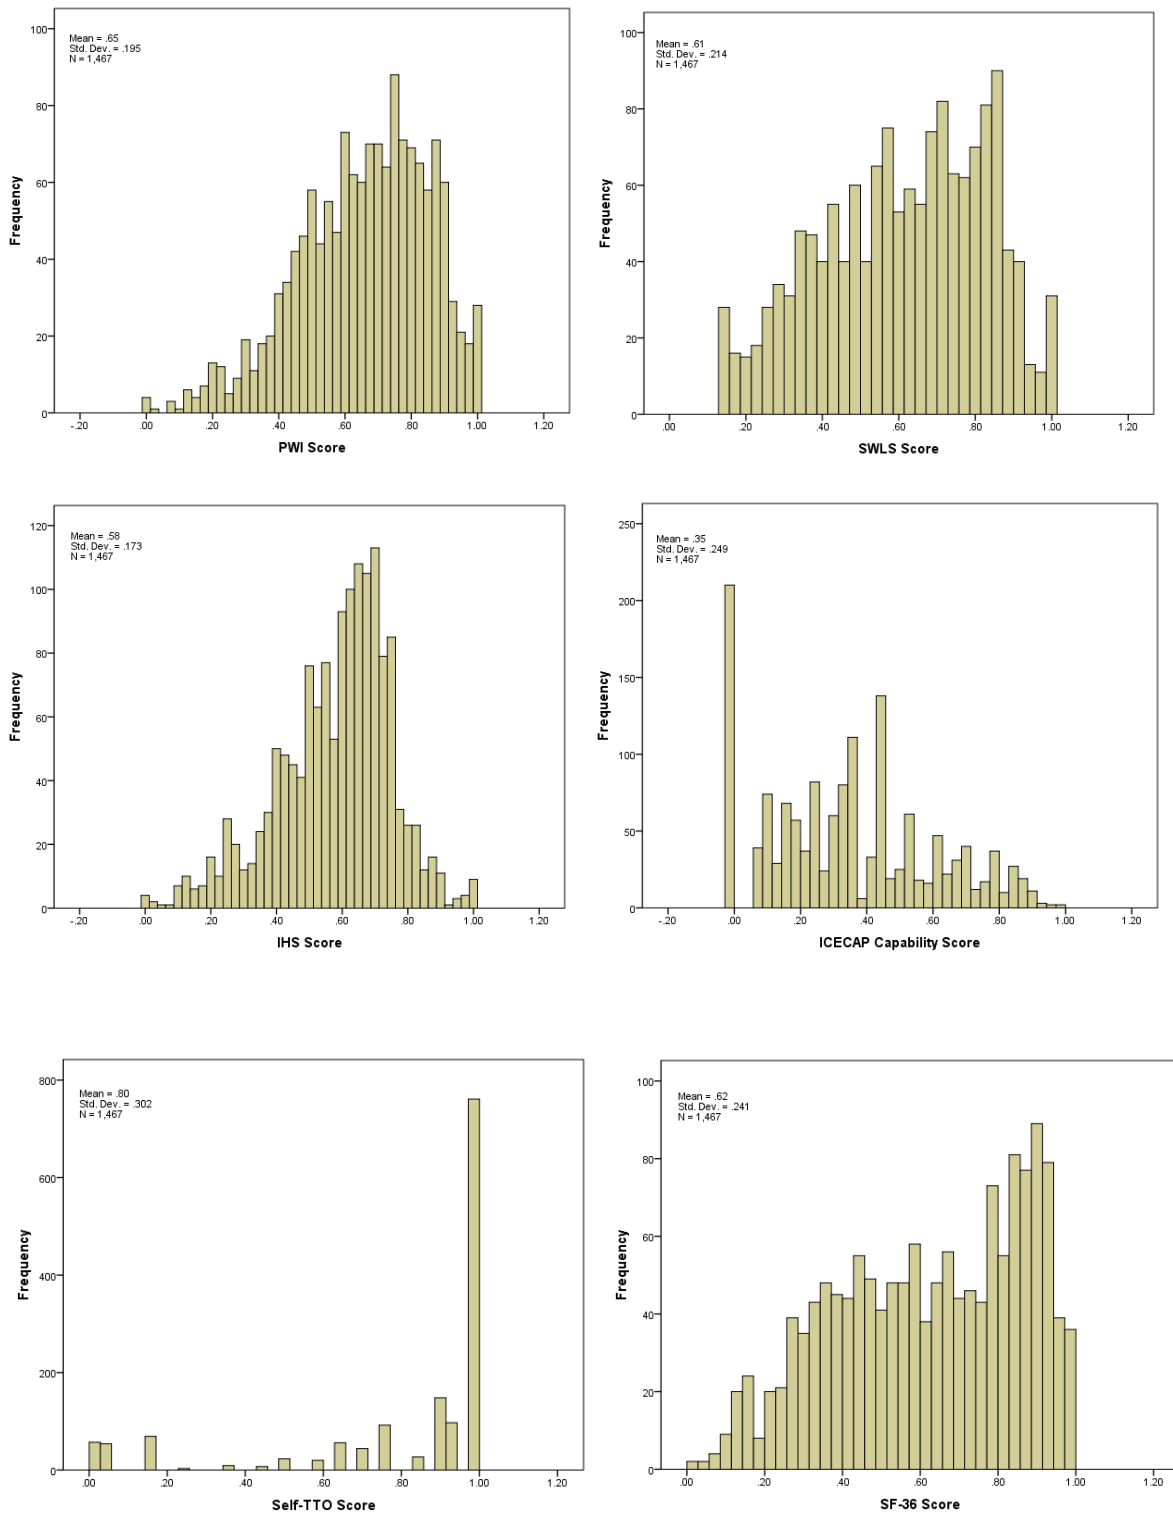 Mean = .65
Std. Dev. = .195
N = 1,467
100
80
60
40
20
0
Frequency
-.20 .00 .20 .40 .60 .80 1.00 1.20
PWI Score
Mean = .61
Std. Dev. = .214
N = 1,467
100
80
60
40
20
0
Frequency
.00 .20 .40 .60 .80 1.00 1.20
SWLS Score
Mean = .58
Std. Dev. = .173
N = 1,467
120
100
80
60
40
20
0
Frequency
-.20 .00 .20 .40 .60 .80 1.00 1.20
IHS Score
Mean = .35
Std. Dev. = .249
N = 1,467
250
200
150
100
50
0
Frequency
-.20 .00 .20 .40 .60 .80 1.00 1.20
ICECAP Capability Score
Mean = .80
Std. Dev. = .302
N = 1,467
800
600
400
200
0
Frequency
.00 .20 .40 .60 .80 1.00 1.20
Self-TTO Score
Mean = .62
Std. Dev. = .241
N = 1,467
100
80
60
40
20
0
Frequency
.00 .20 .40 .60 .80 1.00 1.20
SF-36 Score